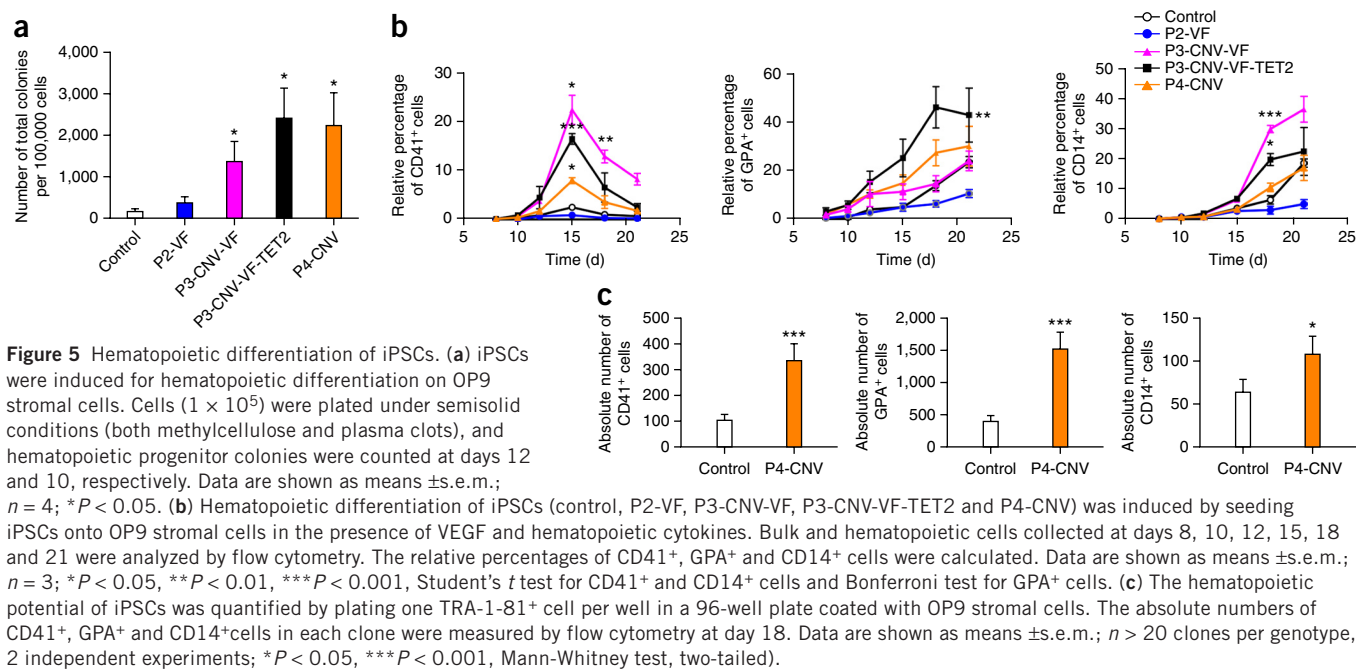 a
Number of total colonies
per 100,000 cells
4,000
3,000
2,000
1,000
0
*
*
*
Control
P2-VF
P3-CNV-VF
P3-CNV-VF-TET2
P4-CNV
b
Relative percentage
of CD41+ cells
30
20
10
0
*
***
**
*
5 10 15 20 25
Time (d)
Relative percentage
of GPA+ cells
60
40
20
0
**
5 10 15 20 25
Time (d)
Control
P2-VF
P3-CNV-VF
P3-CNV-VF-TET2
P4-CNV
Relative percentage
of CD14+ cells
50
40
30
20
10
0
***
*
5 10 15 20 25
Time (d)
c
Absolute number of
CD41+ cells
500
400
300
200
100
0
***
Control P4-CNV
Absolute number of
GPA+ cells
2,000
1,500
1,000
500
0
***
Control P4-CNV
Absolute number of
CD14+ cells
150
100
50
0
*
Control P4-CNV
Figure 5 Hematopoietic differentiation of iPSCs. (a) iPSCs
were induced for hematopoietic differentiation on OP9
stromal cells. Cells (1 × 10⁵) were plated under semisolid
conditions (both methylcellulose and plasma clots), and
hematopoietic progenitor colonies were counted at days 12
and 10, respectively. Data are shown as means ±s.e.m.;
n = 4; *P < 0.05. (b) Hematopoietic differentiation of iPSCs (control, P2-VF, P3-CNV-VF, P3-CNV-VF-TET2 and P4-CNV) was induced by seeding
iPSCs onto OP9 stromal cells in the presence of VEGF and hematopoietic cytokines. Bulk and hematopoietic cells collected at days 8, 10, 12, 15, 18
and 21 were analyzed by flow cytometry. The relative percentages of CD41+, GPA+ and CD14+ cells were calculated. Data are shown as means ±s.e.m.;
n = 3; *P < 0.05, **P < 0.01, ***P < 0.001, Student's t test for CD41+ and CD14+ cells and Bonferroni test for GPA+ cells. (c) The hematopoietic
potential of iPSCs was quantified by plating one TRA-1-81+ cell per well in a 96-well plate coated with OP9 stromal cells. The absolute numbers of
CD41+, GPA+ and CD14+cells in each clone were measured by flow cytometry at day 18. Data are shown as means ±s.e.m.; n > 20 clones per genotype,
2 independent experiments; *P < 0.05, ***P < 0.001, Mann-Whitney test, two-tailed).